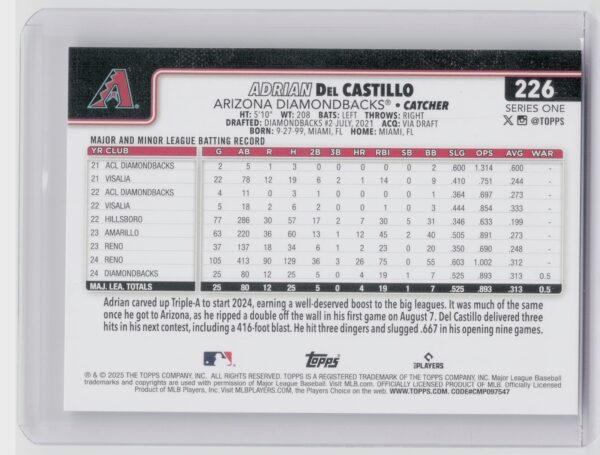 ADRIAN DEL CASTILLO
226
ARIZONA DIAMONDBACKS® • CATCHER
SERIES ONE
HT: 5'10" WT: 208 BATS: LEFT THROWS: RIGHT
@TOPPS
DRAFTED: DIAMONDBACKS #2-JULY, 2021 ACQ: VIA DRAFT
BORN: 9-27-99, MIAMI, FL HOME: MIAMI, FL
MAJOR AND MINOR LEAGUE BATTING RECORD
YR CLUB G AB R H 2B 3B HR RBI SB BB SLG OPS AVG WAR
21 ACL DIAMONDBACKS 2 5 1 3 0 0 0 0 0 2 .600 1.314 .600 -
21 VISALIA 22 78 12 19 6 2 1 14 0 9 .410 .751 .244 -
22 ACL DIAMONDBACKS 4 11 0 3 1 0 0 0 0 1 .364 .697 .273 -
22 VISALIA 5 18 2 6 2 0 0 1 0 3 .444 .854 .333 -
22 HILLSBORO 77 286 30 57 17 2 7 30 5 31 .346 .633 .199 -
23 AMARILLO 63 220 36 60 13 1 12 45 2 40 .505 .891 .273 -
23 RENO 37 137 18 34 6 1 2 23 0 20 .350 .690 .248 -
24 RENO 105 413 90 129 36 3 26 75 0 55 .603 1.002 .312 -
24 DIAMONDBACKS 25 80 12 25 5 0 4 19 1 7 .525 .893 .313 0.5
MAJ. LEA. TOTALS 25 80 12 25 5 0 4 19 1 7 .525 .893 .313 0.5
Adrian carved up Triple-A to start 2024, earning a well-deserved boost to the big leagues. It was much of the same
once he got to Arizona, as he ripped a double off the wall in his first game on August 7. Del Castillo delivered three
hits in his next contest, including a 416-foot blast. He hit three dingers and slugged .667 in his opening nine games.
Topps
PLAYERS
® & © 2025 THE TOPPS COMPANY, INC. ALL RIGHTS RESERVED. TOPPS IS A REGISTERED TRADEMARK OF THE TOPPS COMPANY, INC. Major League Baseball
trademarks and copyrights are used with permission of Major League Baseball. Visit MLB.com. OFFICIALLY LICENSED PRODUCT OF MLB. Officially Licensed
Product of MLB Players, Inc. Visit MLBPLAYERS.com, the Players Choice on the web. WWW.TOPPS.COM. CODE#CMP097547